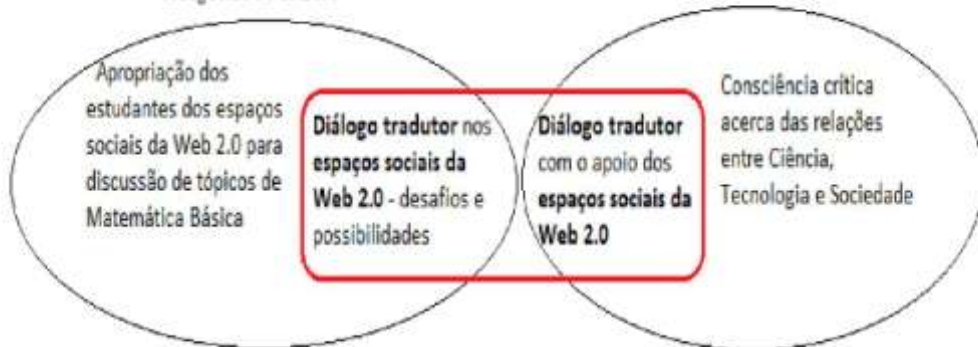 Apropriação dos
estudantes dos espaços
sociais da Web 2.0 para
discussão de tópicos de
Matemática Básica
Diálogo tradutor nos
espaços sociais da
Web 2.0 - desafios e
possibilidades
Diálogo tradutor
com o apoio dos
espaços sociais da
Web 2.0
Consciência crítica
acerca das relações
entre Ciência,
Tecnologia e Sociedade